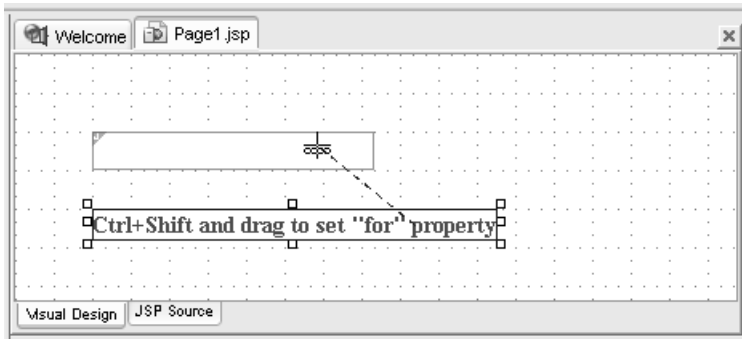 Welcome
Page1.jsp
Ctrl+Shift and drag to set "for" property
Visual Design
JSP Source